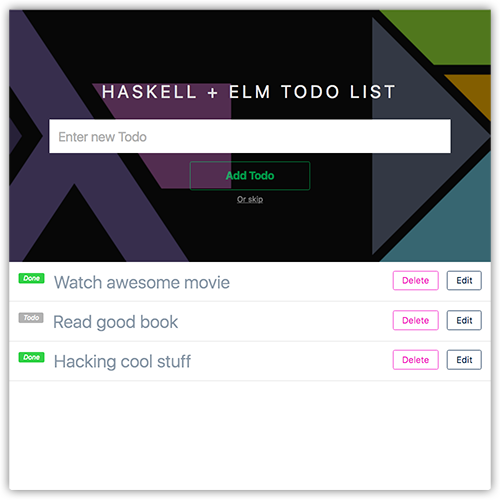 HASKELL + ELM TODO LIST
Enter new Todo
Add Todo
Or skip
Done Watch awesome movie Delete Edit
Todo Read good book Delete Edit
Done Hacking cool stuff Delete Edit